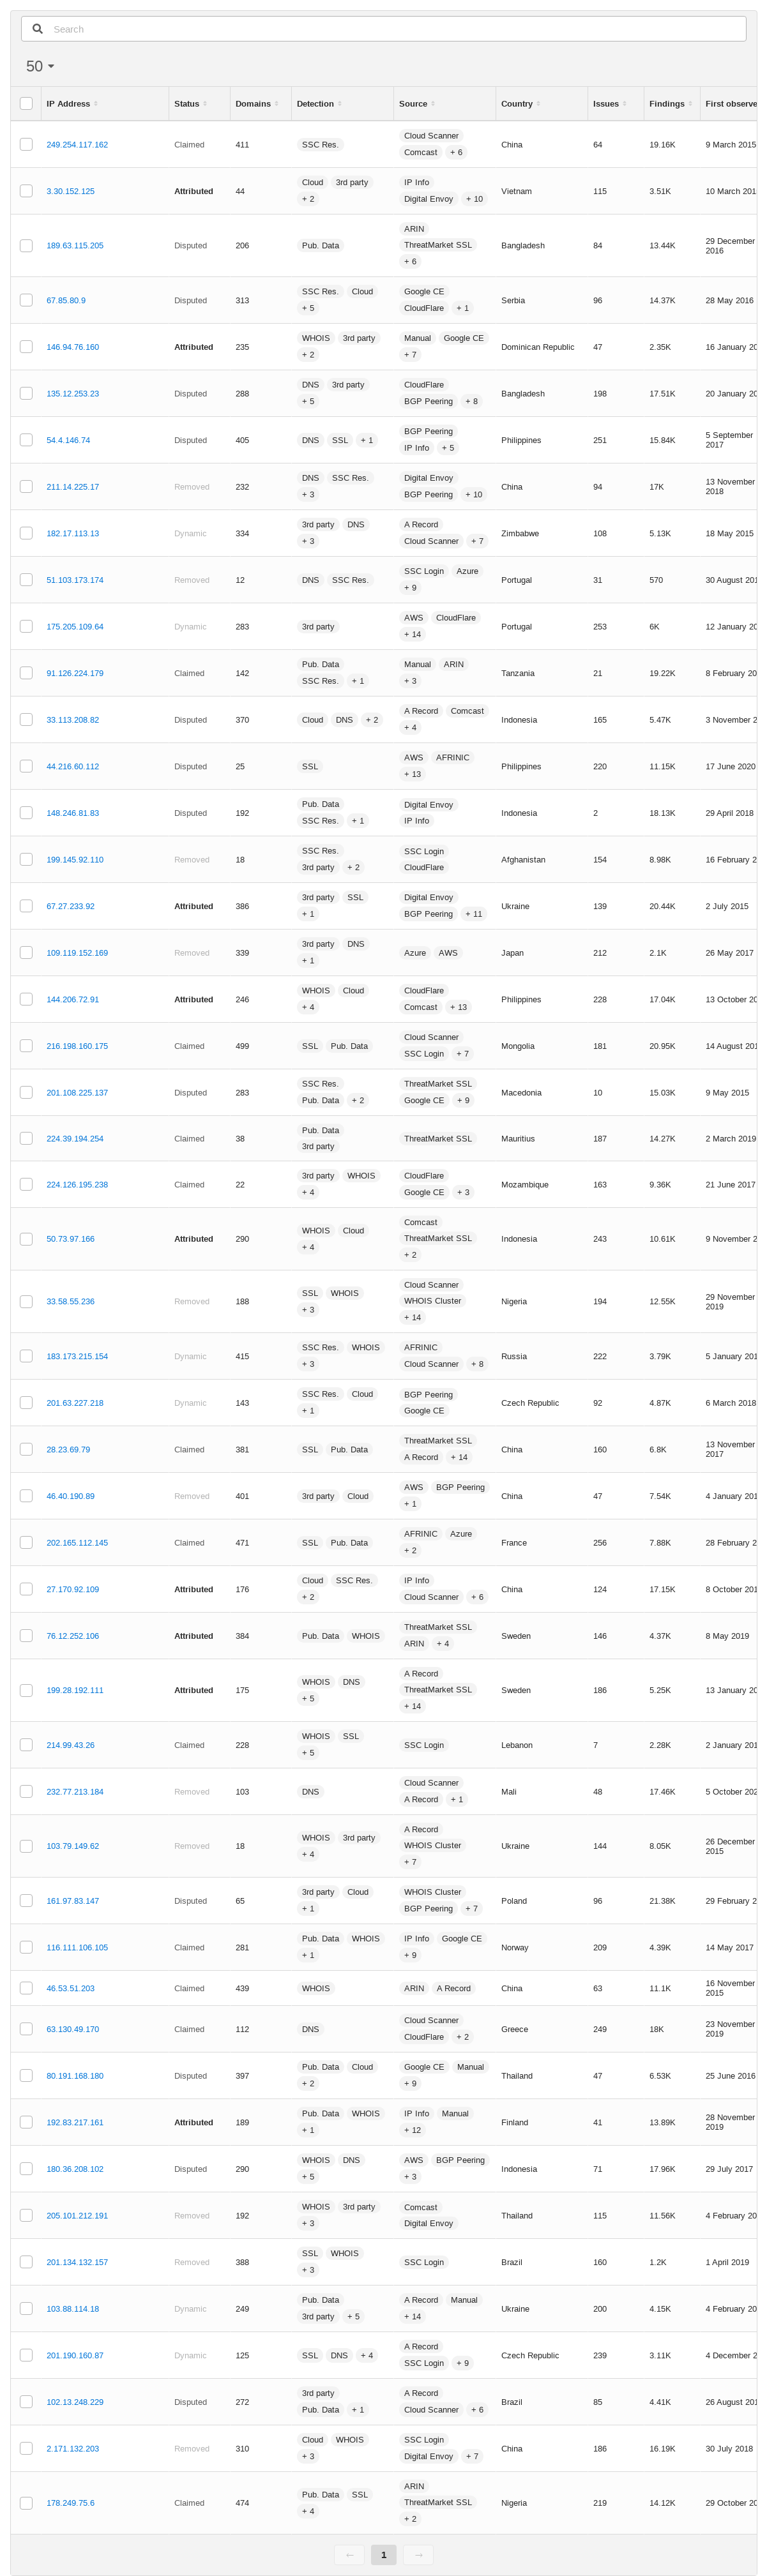 Search
50
IP Address Status Domains Detection Source Country Issues Findings First observe
249.254.117.162 Claimed 411 SSC Res. Cloud Scanner Comcast + 6 China 64 19.16K 9 March 2015
3.30.152.125 Attributed 44 Cloud 3rd party + 2 IP Info Digital Envoy + 10 Vietnam 115 3.51K 10 March 201
189.63.115.205 Disputed 206 Pub. Data ARIN ThreatMarket SSL + 6 Bangladesh 84 13.44K 29 December 2016
67.85.80.9 Disputed 313 SSC Res. Cloud + 5 Google CE CloudFlare + 1 Serbia 96 14.37K 28 May 2016
146.94.76.160 Attributed 235 WHOIS 3rd party + 2 Manual Google CE + 7 Dominican Republic 47 2.35K 16 January 20
135.12.253.23 Disputed 288 DNS 3rd party + 5 CloudFlare BGP Peering + 8 Bangladesh 198 17.51K 20 January 20
54.4.146.74 Disputed 405 DNS SSL + 1 BGP Peering IP Info + 5 Philippines 251 15.84K 5 September 2017
211.14.225.17 Removed 232 DNS SSC Res. + 3 Digital Envoy BGP Peering + 10 China 94 17K 13 November 2018
182.17.113.13 Dynamic 334 3rd party DNS + 3 A Record Cloud Scanner + 7 Zimbabwe 108 5.13K 18 May 2015
51.103.173.174 Removed 12 DNS SSC Res. SSC Login Azure + 9 Portugal 31 570 30 August 201
175.205.109.64 Dynamic 283 3rd party AWS CloudFlare + 14 Portugal 253 6K 12 January 20
91.126.224.179 Claimed 142 Pub. Data SSC Res. + 1 Manual ARIN + 3 Tanzania 21 19.22K 8 February 20
33.113.208.82 Disputed 370 Cloud DNS + 2 A Record Comcast + 4 Indonesia 165 5.47K 3 November 2
44.216.60.112 Disputed 25 SSL AWS AFRINIC + 13 Philippines 220 11.15K 17 June 2020
148.246.81.83 Disputed 192 Pub. Data SSC Res. + 1 Digital Envoy IP Info Indonesia 2 18.13K 29 April 2018
199.145.92.110 Removed 18 SSC Res. 3rd party + 2 SSC Login CloudFlare Afghanistan 154 8.98K 16 February 2
67.27.233.92 Attributed 386 3rd party SSL + 1 Digital Envoy BGP Peering + 11 Ukraine 139 20.44K 2 July 2015
109.119.152.169 Removed 339 3rd party DNS + 1 Azure AWS Japan 212 2.1K 26 May 2017
144.206.72.91 Attributed 246 WHOIS Cloud + 4 CloudFlare Comcast + 13 Philippines 228 17.04K 13 October 20
216.198.160.175 Claimed 499 SSL Pub. Data Cloud Scanner SSC Login + 7 Mongolia 181 20.95K 14 August 201
201.108.225.137 Disputed 283 SSC Res. Pub. Data + 2 ThreatMarket SSL Google CE + 9 Macedonia 10 15.03K 9 May 2015
224.39.194.254 Claimed 38 Pub. Data 3rd party ThreatMarket SSL Mauritius 187 14.27K 2 March 2019
224.126.195.238 Claimed 22 3rd party WHOIS + 4 CloudFlare Google CE + 3 Mozambique 163 9.36K 21 June 2017
50.73.97.166 Attributed 290 WHOIS Cloud + 4 Comcast ThreatMarket SSL + 2 Indonesia 243 10.61K 9 November 2
33.58.55.236 Removed 188 SSL WHOIS + 3 Cloud Scanner WHOIS Cluster + 14 Nigeria 194 12.55K 29 November 2019
183.173.215.154 Dynamic 415 SSC Res. WHOIS + 3 AFRINIC Cloud Scanner + 8 Russia 222 3.79K 5 January 201
201.63.227.218 Dynamic 143 SSC Res. Cloud + 1 BGP Peering Google CE Czech Republic 92 4.87K 6 March 2018
28.23.69.79 Claimed 381 SSL Pub. Data ThreatMarket SSL A Record + 14 China 160 6.8K 13 November 2017
46.40.190.89 Removed 401 3rd party Cloud AWS BGP Peering + 1 China 47 7.54K 4 January 201
202.165.112.145 Claimed 471 SSL Pub. Data AFRINIC Azure + 2 France 256 7.88K 28 February 2
27.170.92.109 Attributed 176 Cloud SSC Res. + 2 IP Info Cloud Scanner + 6 China 124 17.15K 8 October 201
76.12.252.106 Attributed 384 Pub. Data WHOIS ThreatMarket SSL ARIN + 4 Sweden 146 4.37K 8 May 2019
199.28.192.111 Attributed 175 WHOIS DNS + 5 A Record ThreatMarket SSL + 14 Sweden 186 5.25K 13 January 20
214.99.43.26 Claimed 228 WHOIS SSL + 5 SSC Login Lebanon 7 2.28K 2 January 201
232.77.213.184 Removed 103 DNS Cloud Scanner A Record + 1 Mali 48 17.46K 5 October 202
103.79.149.62 Removed 18 WHOIS 3rd party + 4 A Record WHOIS Cluster + 7 Ukraine 144 8.05K 26 December 2015
161.97.83.147 Disputed 65 3rd party Cloud + 1 WHOIS Cluster BGP Peering + 7 Poland 96 21.38K 29 February 2
116.111.106.105 Claimed 281 Pub. Data WHOIS + 1 IP Info Google CE + 9 Norway 209 4.39K 14 May 2017
46.53.51.203 Claimed 439 WHOIS ARIN A Record China 63 11.1K 16 November 2015
63.130.49.170 Claimed 112 DNS Cloud Scanner CloudFlare + 2 Greece 249 18K 23 November 2019
80.191.168.180 Disputed 397 Pub. Data Cloud + 2 Google CE Manual + 9 Thailand 47 6.53K 25 June 2016
192.83.217.161 Attributed 189 Pub. Data WHOIS + 1 IP Info Manual + 12 Finland 41 13.89K 28 November 2019
180.36.208.102 Disputed 290 WHOIS DNS + 5 AWS BGP Peering + 3 Indonesia 71 17.96K 29 July 2017
205.101.212.191 Removed 192 WHOIS 3rd party + 3 Comcast Digital Envoy Thailand 115 11.56K 4 February 20
201.134.132.157 Removed 388 SSL WHOIS + 3 SSC Login Brazil 160 1.2K 1 April 2019
103.88.114.18 Dynamic 249 Pub. Data 3rd party + 5 A Record Manual + 14 Ukraine 200 4.15K 4 February 20
201.190.160.87 Dynamic 125 SSL DNS + 4 A Record SSC Login + 9 Czech Republic 239 3.11K 4 December 2
102.13.248.229 Disputed 272 3rd party Pub. Data + 1 A Record Cloud Scanner + 6 Brazil 85 4.41K 26 August 201
2.171.132.203 Removed 310 Cloud WHOIS + 3 SSC Login Digital Envoy + 7 China 186 16.19K 30 July 2018
178.249.75.6 Claimed 474 Pub. Data SSL + 4 ARIN ThreatMarket SSL + 2 Nigeria 219 14.12K 29 October 20
← 1 →